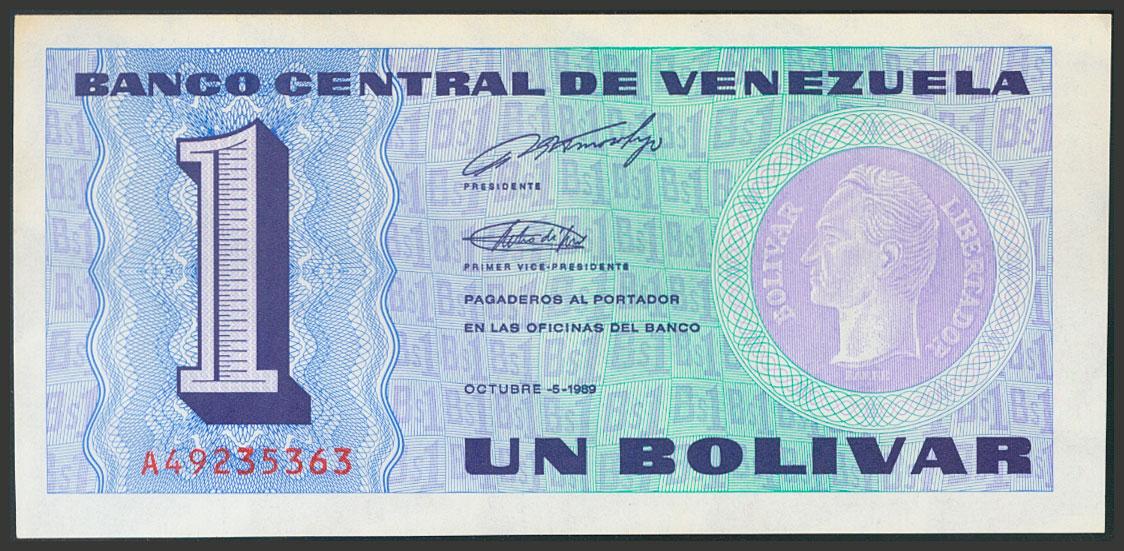 BANCO CENTRAL DE VENEZUELA
1
PRESIDENTE
PRIMER VICE-PRESIDENTE
PAGADEROS AL PORTADOR
EN LAS OFICINAS DEL BANCO
OCTUBRE -5-1989
BOLIVAR LIBERTADOR
A49235363
UN BOLIVAR